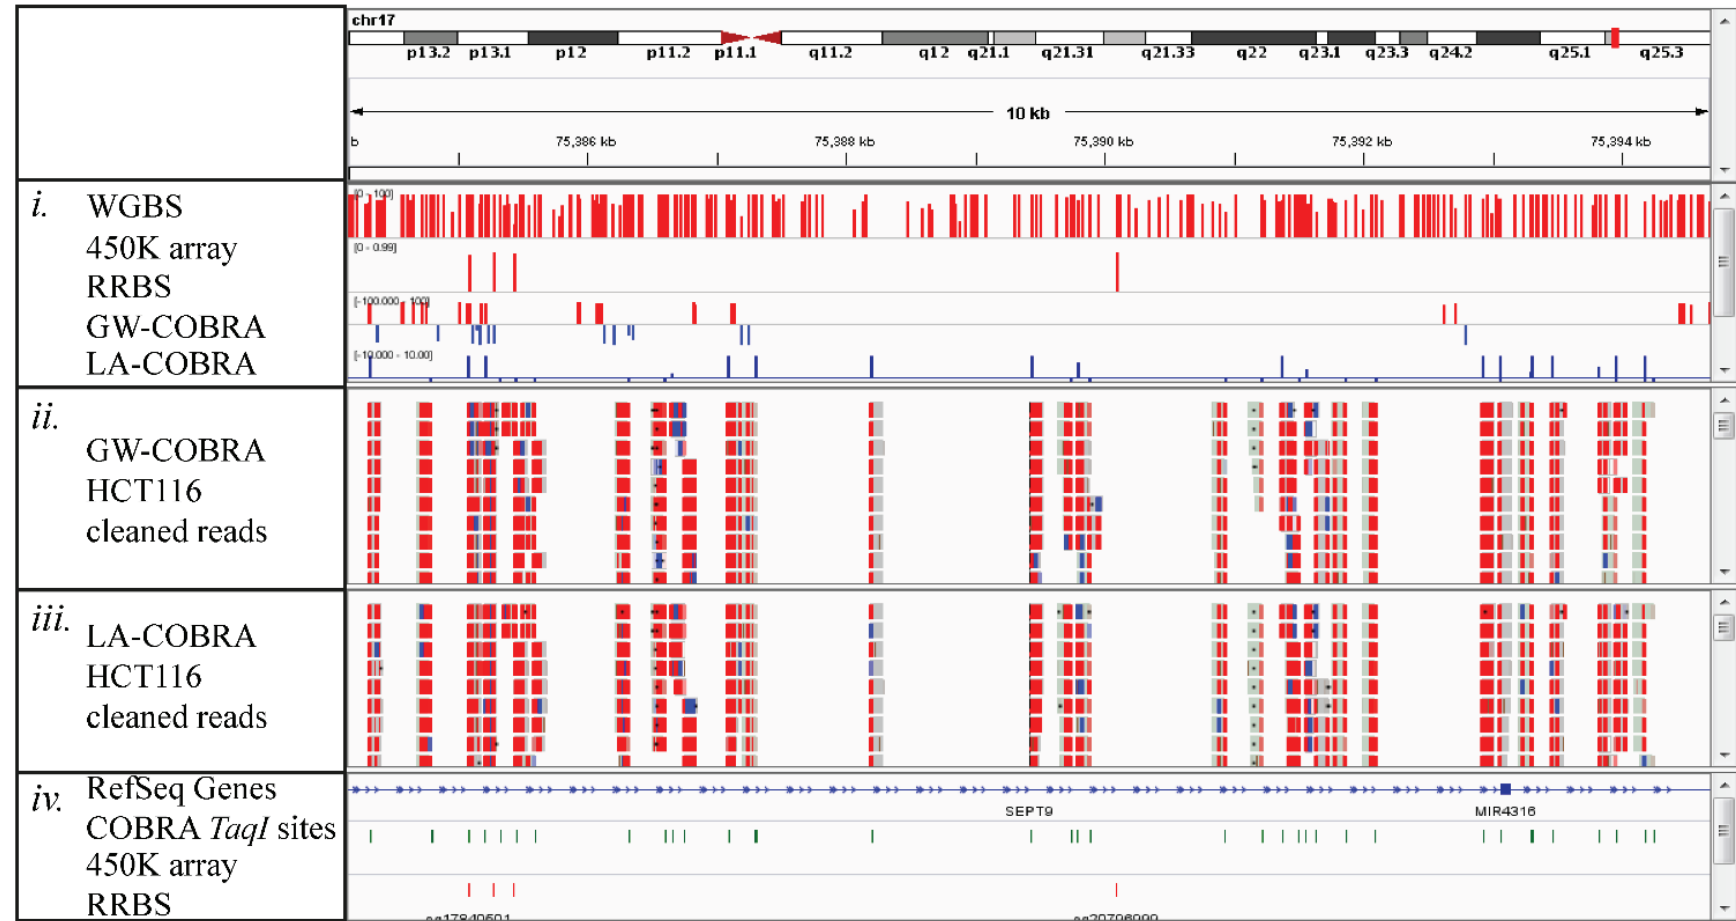 chr17
p13.2 p13.1 p12 p11.2 p11.1 q11.2 q12 q21.1 q21.31 q21.33 q22 q23.1 q23.3 q24.2 q25.1 q25.3
10 kb
b 75,386 kb 75,388 kb 75,390 kb 75,392 kb 75,394 kb
i. WGBS
450K array
RRBS
GW-COBRA
LA-COBRA
[0 - 100]
[0 - 0.99]
[-100.000 - 100]
[-10.000 - 10.00]
ii.
GW-COBRA
HCT116
cleaned reads
iii. LA-COBRA
HCT116
cleaned reads
iv. RefSeq Genes
COBRA TaqI sites
450K array
RRBS
SEPT9 MIR4316